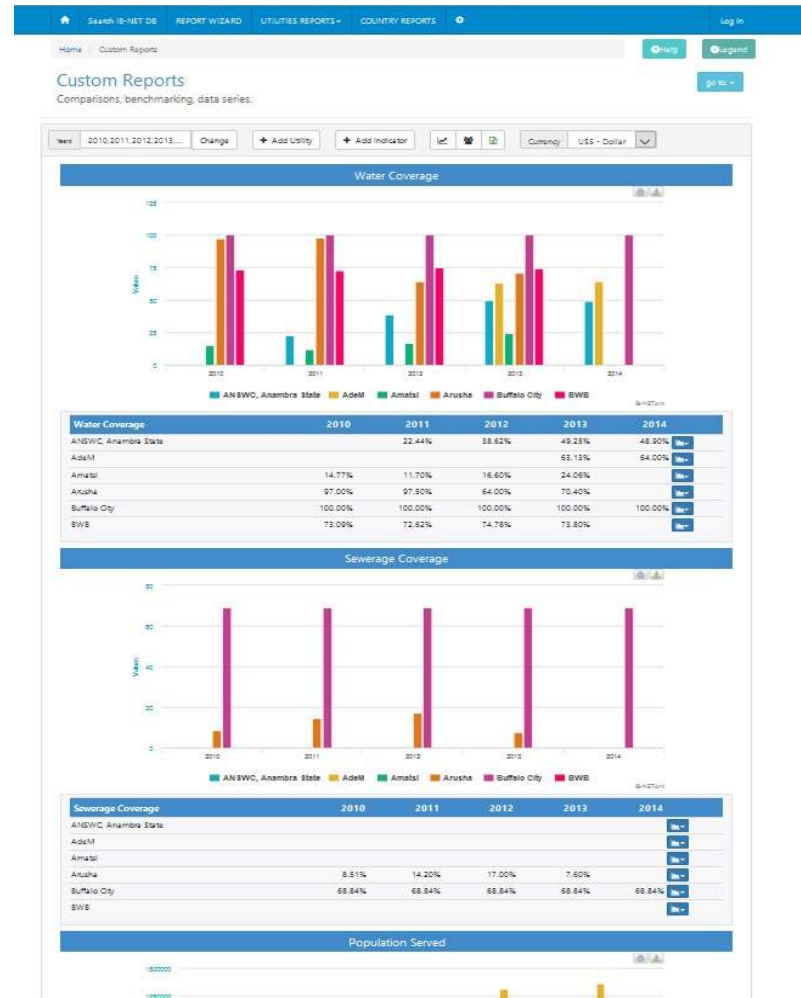 Search IB-NET DB REPORT WIZARD UTILITIES REPORTS COUNTRY REPORTS Log In
Home / Custom Reports Help Legend
Custom Reports go to:
Comparisons, benchmarking, data series.
Years 2010,2011,2012,2013,... Change + Add Utility + Add Indicator Currency US$ - Dollar
Water Coverage
125
100
75
50
25
0
Values
2010 2011 2012 2013 2014
ANSWC, Anambra State AdeM Amatsi Arusha Buffalo City BWB
Water Coverage 2010 2011 2012 2013 2014
ANSWC, Anambra State 22.44% 38.62% 49.25% 48.90%
AdeM 63.13% 64.00%
Amatsi 14.77% 11.70% 16.60% 24.06%
Arusha 97.00% 97.50% 64.00% 70.40%
Buffalo City 100.00% 100.00% 100.00% 100.00% 100.00%
BWB 73.09% 72.62% 74.78% 73.80%
Sewerage Coverage
80
60
40
20
0
Values
2010 2011 2012 2013 2014
ANSWC, Anambra State AdeM Amatsi Arusha Buffalo City BWB
Sewerage Coverage 2010 2011 2012 2013 2014
ANSWC, Anambra State
AdeM
Amatsi
Arusha 8.51% 14.20% 17.00% 7.60%
Buffalo City 68.84% 68.84% 68.84% 68.84% 68.84%
BWB
Population Served
1500000
1250000